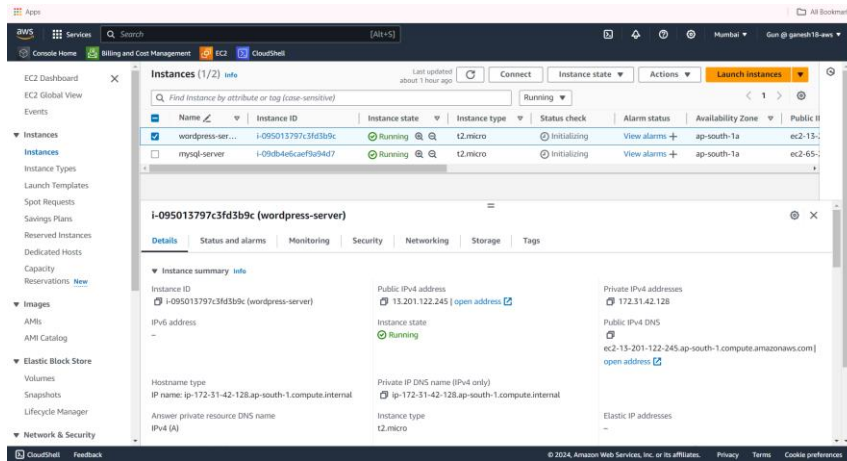 Apps
All Bookmar
aws
Services
Search
[Alt+S]
Mumbai ▼
Gun @ ganesh18-aws ▼
Console Home
Billing and Cost Management
EC2
CloudShell
EC2 Dashboard
EC2 Global View
Events
▼ Instances
Instances
Instance Types
Launch Templates
Spot Requests
Savings Plans
Reserved Instances
Dedicated Hosts
Capacity
Reservations New
▼ Images
AMIs
AMI Catalog
▼ Elastic Block Store
Volumes
Snapshots
Lifecycle Manager
▼ Network & Security
Instances (1/2) Info
Last updated
about 1 hour ago
Connect
Instance state ▼
Actions ▼
Launch instances
Find Instance by attribute or tag (case-sensitive)
Running ▼
1
Name
Instance ID
Instance state
Instance type
Status check
Alarm status
Availability Zone
Public I
wordpress-ser... i-095013797c3fd3b9c Running t2.micro Initializing View alarms + ap-south-1a ec2-13-
mysql-server i-09db4e6caef9a94d7 Running t2.micro Initializing View alarms + ap-south-1a ec2-65-
i-095013797c3fd3b9c (wordpress-server)
Details
Status and alarms
Monitoring
Security
Networking
Storage
Tags
▼ Instance summary Info
Instance ID
i-095013797c3fd3b9c (wordpress-server)
Public IPv4 address
13.201.122.245 | open address
Private IPv4 addresses
172.31.42.128
IPv6 address
–
Instance state
Running
Public IPv4 DNS
ec2-13-201-122-245.ap-south-1.compute.amazonaws.com |
open address
Hostname type
IP name: ip-172-31-42-128.ap-south-1.compute.internal
Private IP DNS name (IPv4 only)
ip-172-31-42-128.ap-south-1.compute.internal
Answer private resource DNS name
IPv4 (A)
Instance type
t2.micro
Elastic IP addresses
–
CloudShell
Feedback
© 2024, Amazon Web Services, Inc. or its affiliates.
Privacy
Terms
Cookie preferences